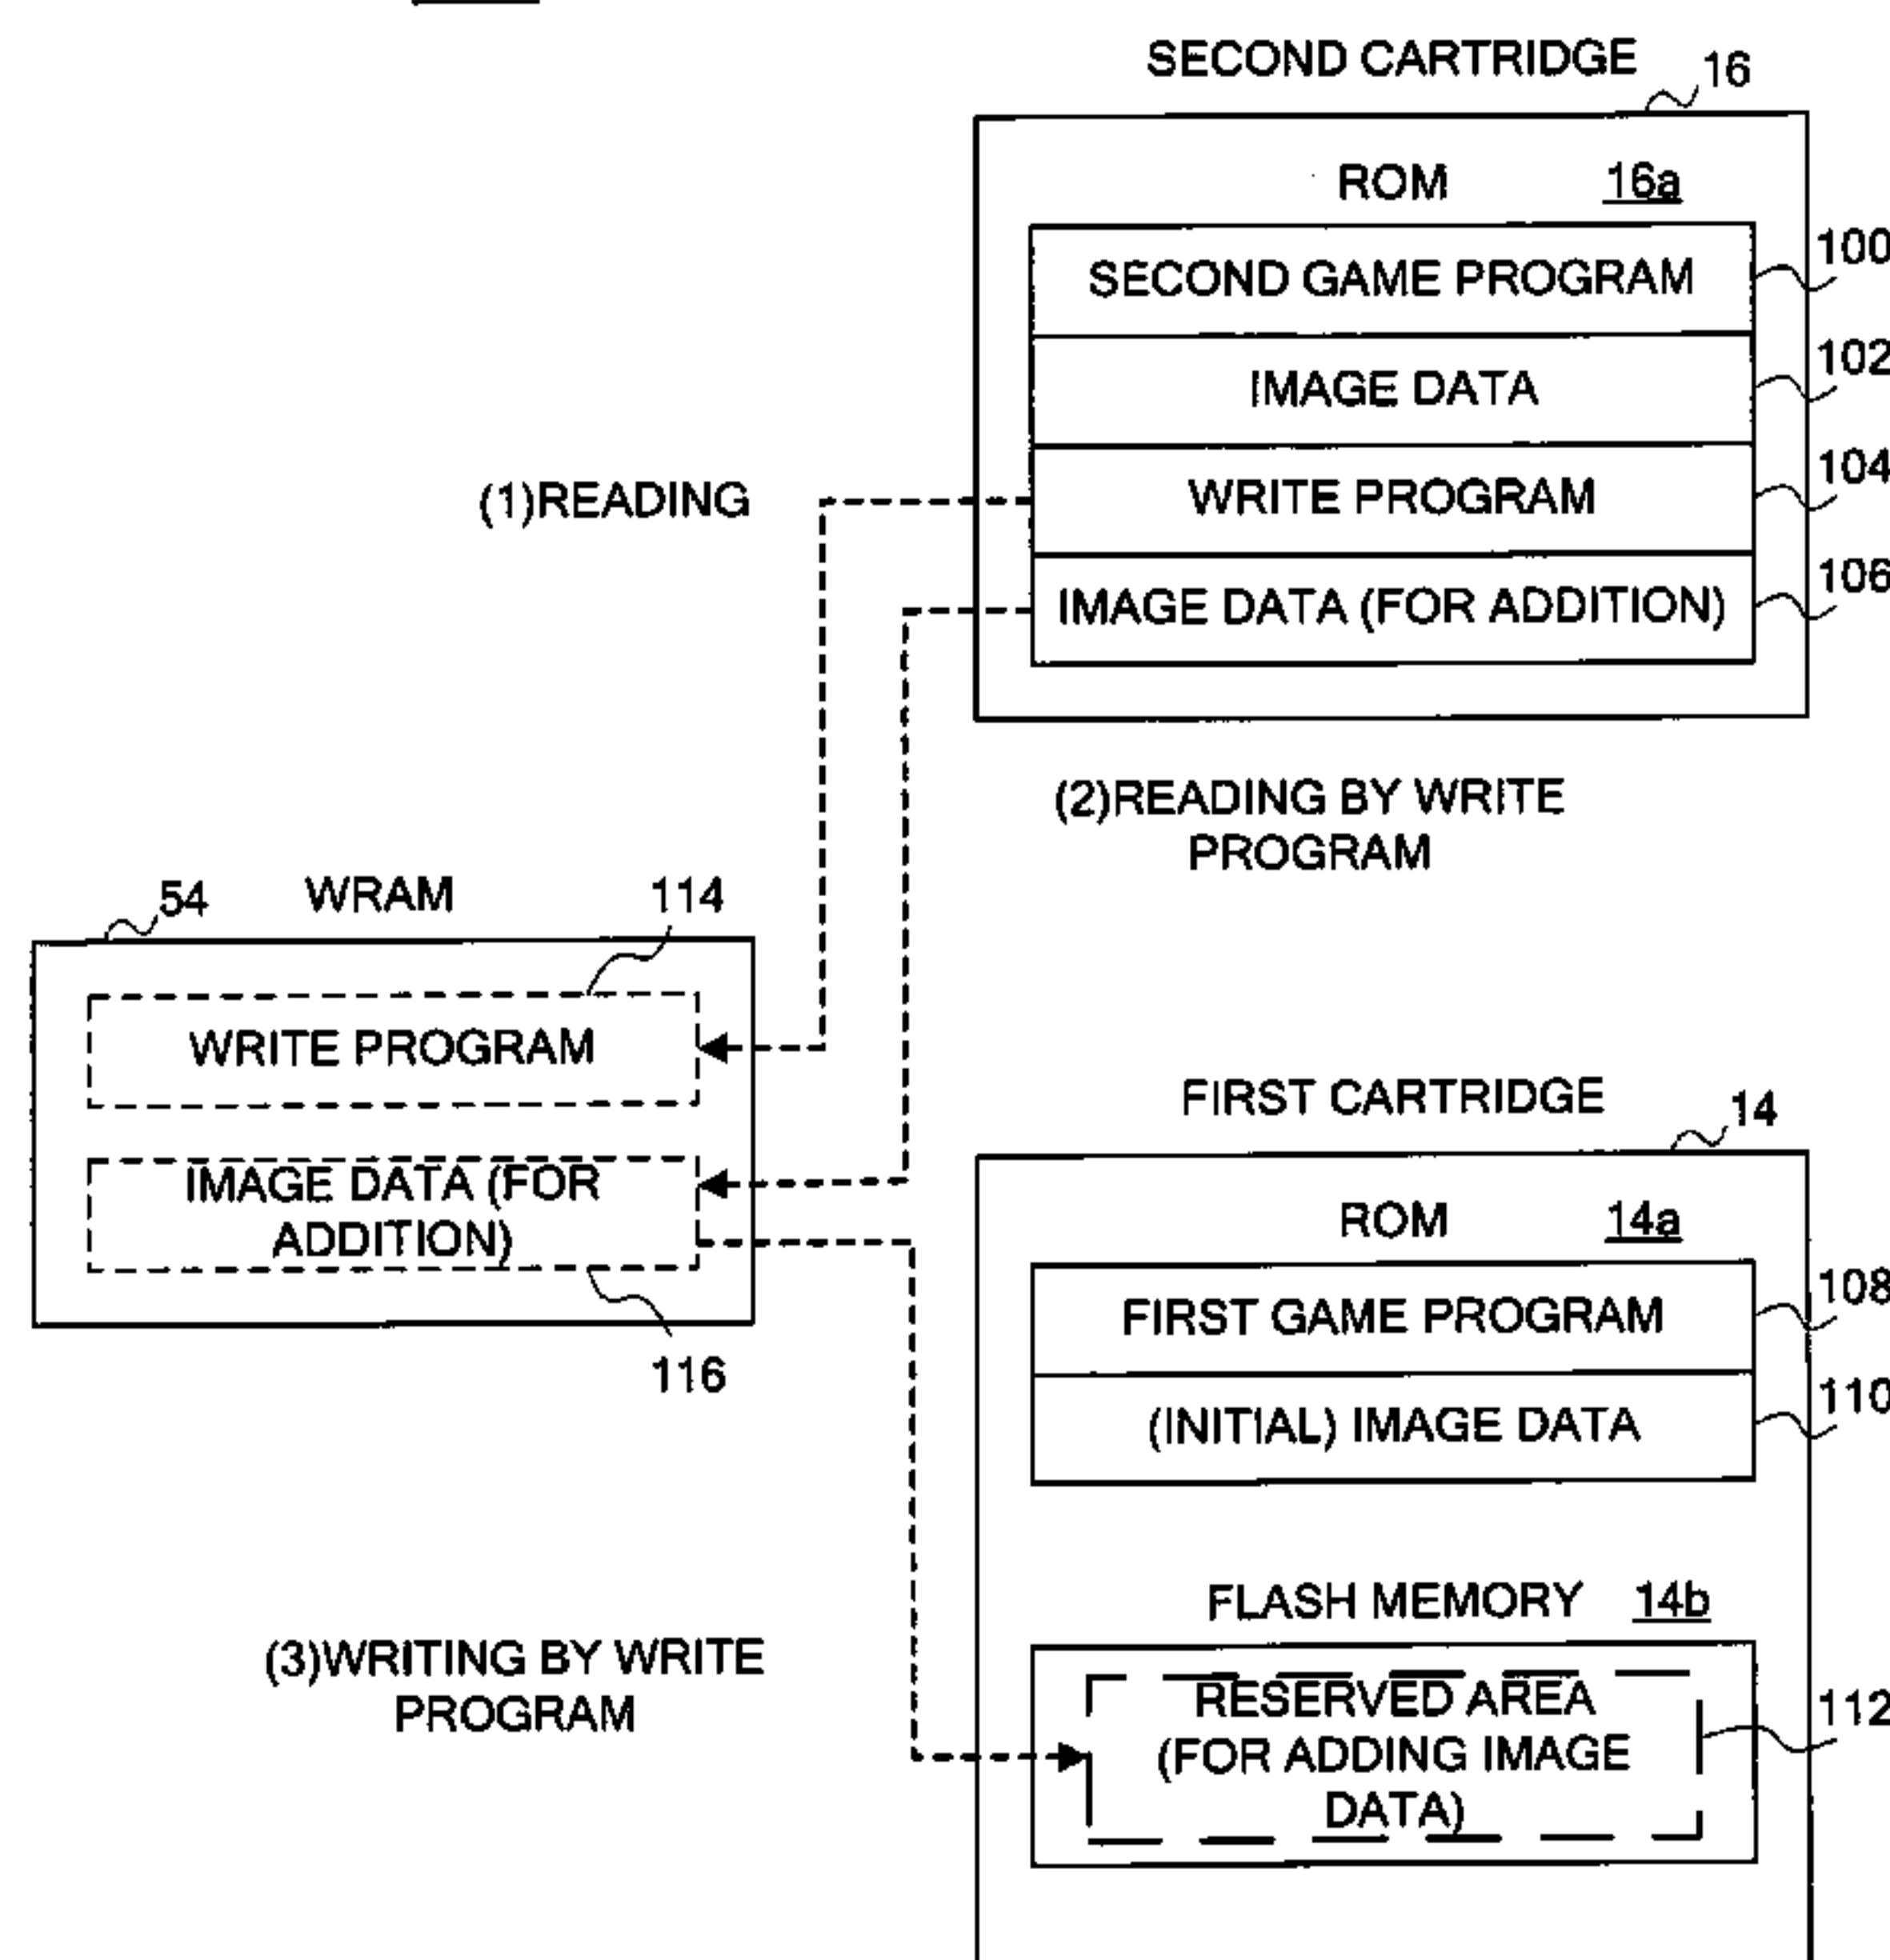 SECOND CARTRIDGE
16
ROM 16a
SECOND GAME PROGRAM
100
IMAGE DATA
102
(1)READING
WRITE PROGRAM
104
IMAGE DATA (FOR ADDITION)
106
(2)READING BY WRITE
PROGRAM
54
WRAM
114
WRITE PROGRAM
IMAGE DATA (FOR
ADDITION)
116
FIRST CARTRIDGE
14
ROM 14a
FIRST GAME PROGRAM
108
(INITIAL) IMAGE DATA
110
FLASH MEMORY 14b
(3)WRITING BY WRITE
PROGRAM
RESERVED AREA
(FOR ADDING IMAGE
DATA)
112